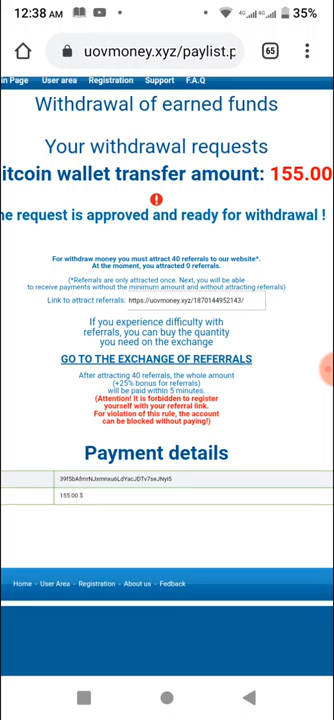 12:38 AM
4G 4G 35%
uovmoney.xyz/paylist.p
65
in Page User area Registration Support F.A.Q
Withdrawal of earned funds
Your withdrawal requests
itcoin wallet transfer amount: 155.00
he request is approved and ready for withdrawal !
For withdraw money you must attract 40 referrals to our website*.
At the moment, you attracted 0 referrals.
(*Referrals are only attracted once. Next, you will be able
to receive payments without the minimum amount and without attracting referrals)
Link to attract referrals: https://uovmoney.xyz/1870144952143/
If you experience difficulty with
referrals, you can buy the quantity
you need on the exchange
GO TO THE EXCHANGE OF REFERRALS
After attracting 40 referrals, the whole amount
(+25% bonus for referrals)
will be paid within 5 minutes.
(Attention! It is forbidden to register
yourself with your referral link.
For violation of this rule, the account
can be blocked without paying!)
Payment details
155.00 $
Home - User Area - Registration - About us - Fedback